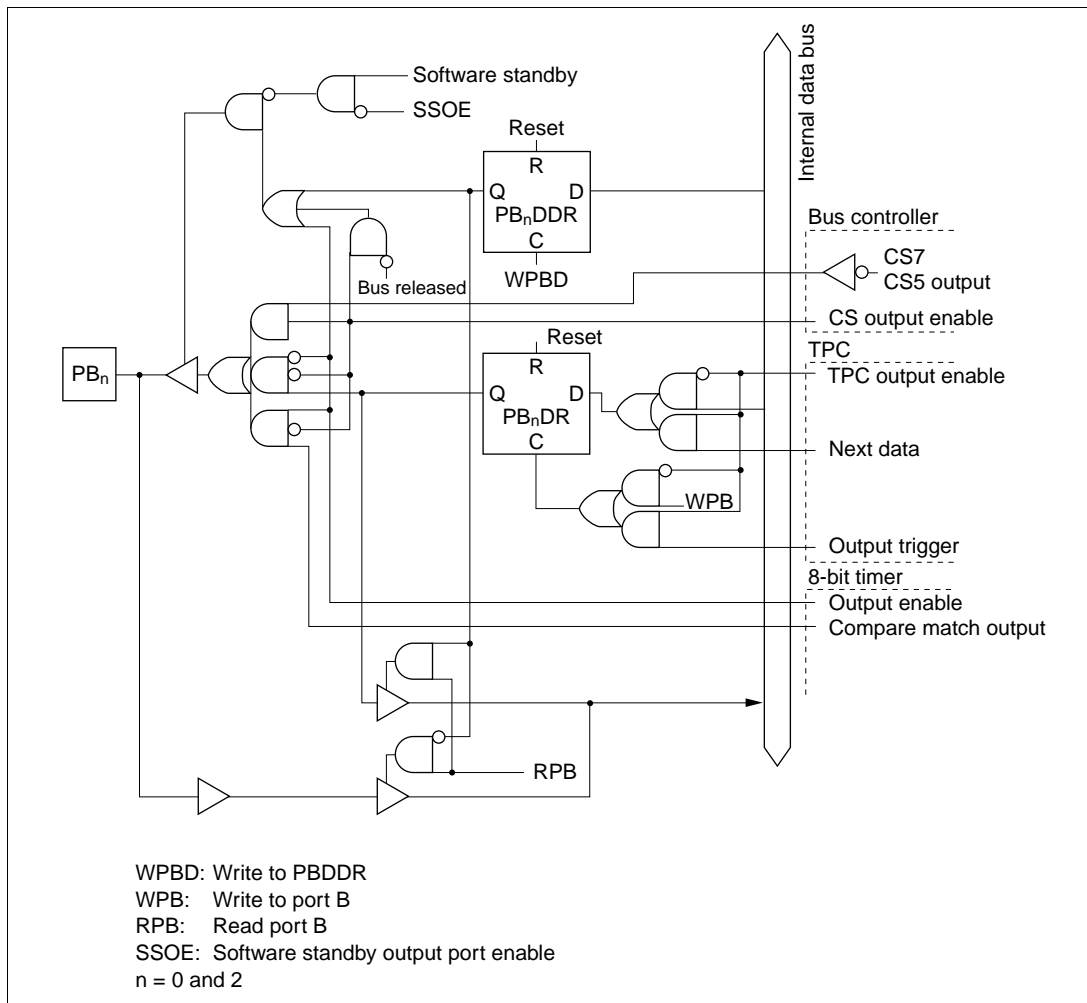 Software standby
SSOE
Internal data bus
Reset
R
Q D
PBnDDR
C
WPBD
Bus controller
CS7
CS5 output
Bus released
CS output enable
TPC
Reset
TPC output enable
R
PBn
Q D
PBnDR
C
Next data
WPB
Output trigger
8-bit timer
Output enable
Compare match output
RPB
WPBD: Write to PBDDR
WPB: Write to port B
RPB: Read port B
SSOE: Software standby output port enable
n = 0 and 2